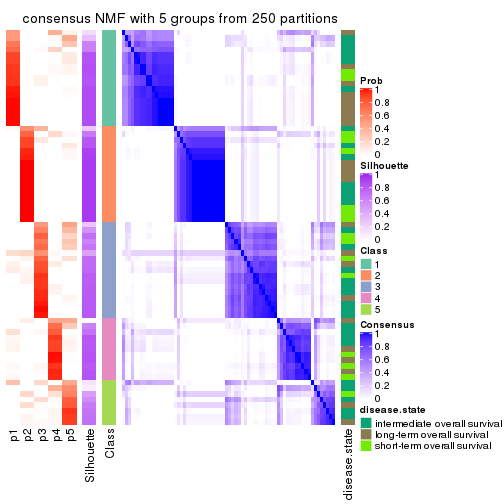 consensus NMF with 5 groups from 250 partitions
Prob
1
0.8
0.6
0.4
0.2
0
Silhouette
1
0.8
0.6
0.4
0.2
0
Class
1
2
3
4
5
Consensus
1
0.8
0.6
0.4
0.2
0
disease.state
intermediate overall survival
long-term overall survival
short-term overall survival
p1
p2
p3
p4
p5
Silhouette
Class
disease.state